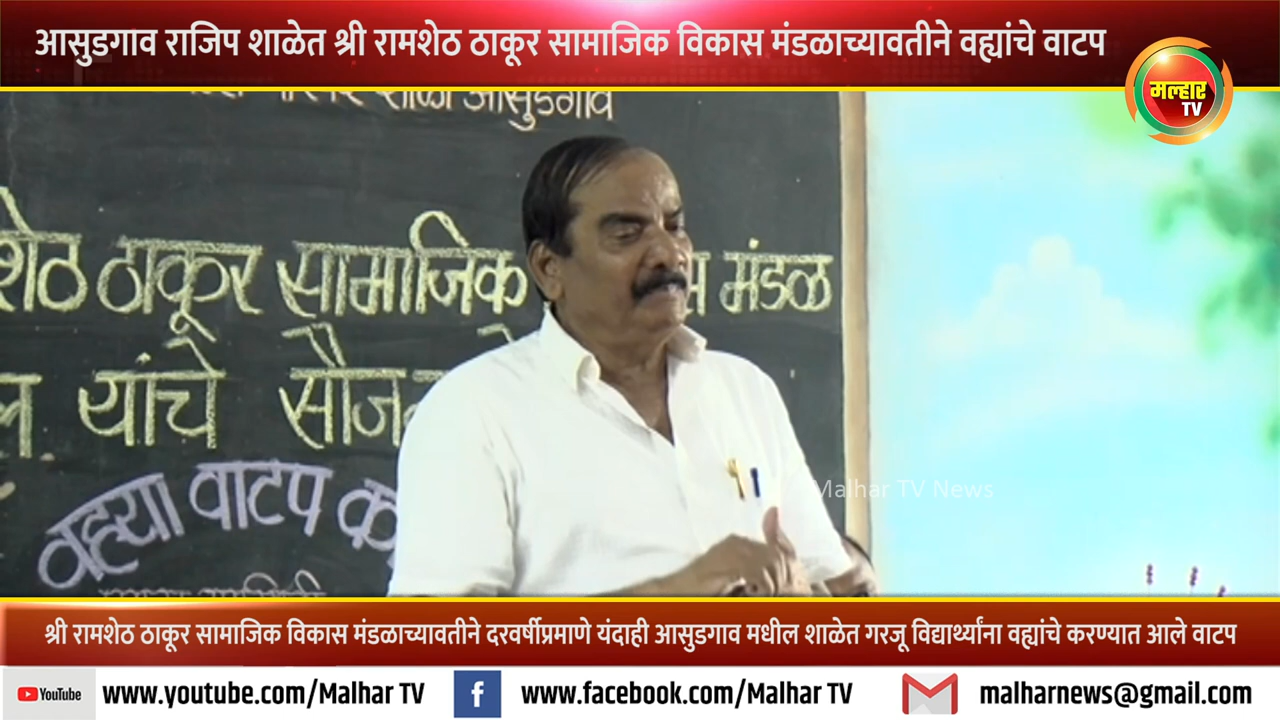 आसुडगाव राजिप शाळेत श्री रामशेठ ठाकूर सामाजिक विकास मंडळाच्यावतीने वह्यांचे वाटप
मल्हार
TV
शाळा आसुडगाव
शेठ ठाकूर सामाजिक मंडळ
यांचे
वह्या वाटप
Malhar TV News
श्री रामशेठ ठाकूर सामाजिक विकास मंडळाच्यावतीने दरवर्षीप्रमाणे यंदाही आसुडगाव मधील शाळेत गरजू विद्यार्थ्यांना वह्यांचे करण्यात आले वाटप
YouTube www.youtube.com/Malhar TV f www.facebook.com/Malhar TV malharnews@gmail.com